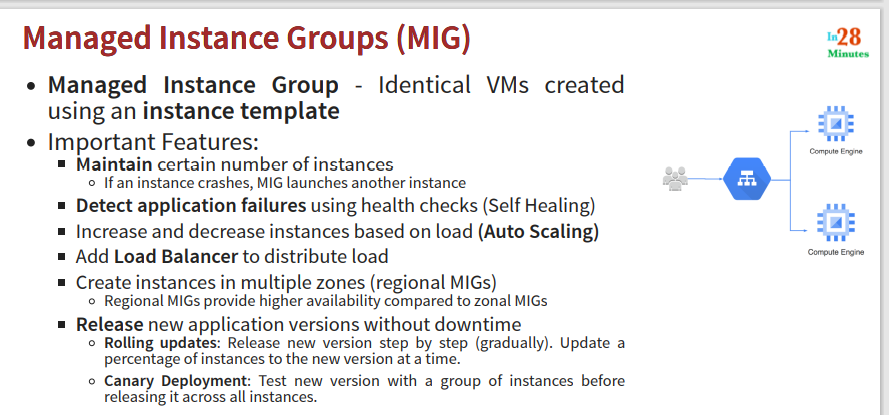 Managed Instance Groups (MIG)
In28
Minutes
• Managed Instance Group - Identical VMs created
using an instance template
• Important Features:
▪ Maintain certain number of instances
◦ If an instance crashes, MIG launches another instance
▪ Detect application failures using health checks (Self Healing)
▪ Increase and decrease instances based on load (Auto Scaling)
▪ Add Load Balancer to distribute load
▪ Create instances in multiple zones (regional MIGs)
◦ Regional MIGs provide higher availability compared to zonal MIGs
▪ Release new application versions without downtime
◦ Rolling updates: Release new version step by step (gradually). Update a
percentage of instances to the new version at a time.
◦ Canary Deployment: Test new version with a group of instances before
releasing it across all instances.
Compute Engine
Compute Engine